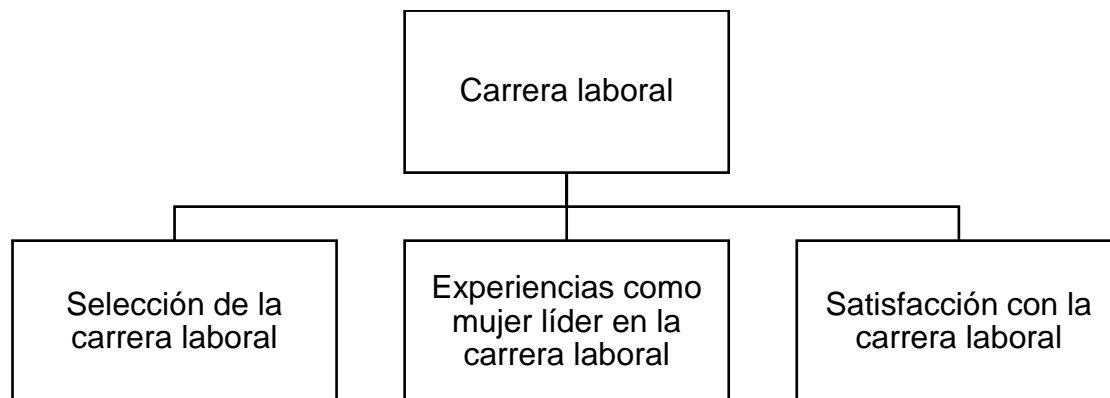 Carrera laboral
Selección de la
carrera laboral
Experiencias como
mujer líder en la
carrera laboral
Satisfacción con la
carrera laboral